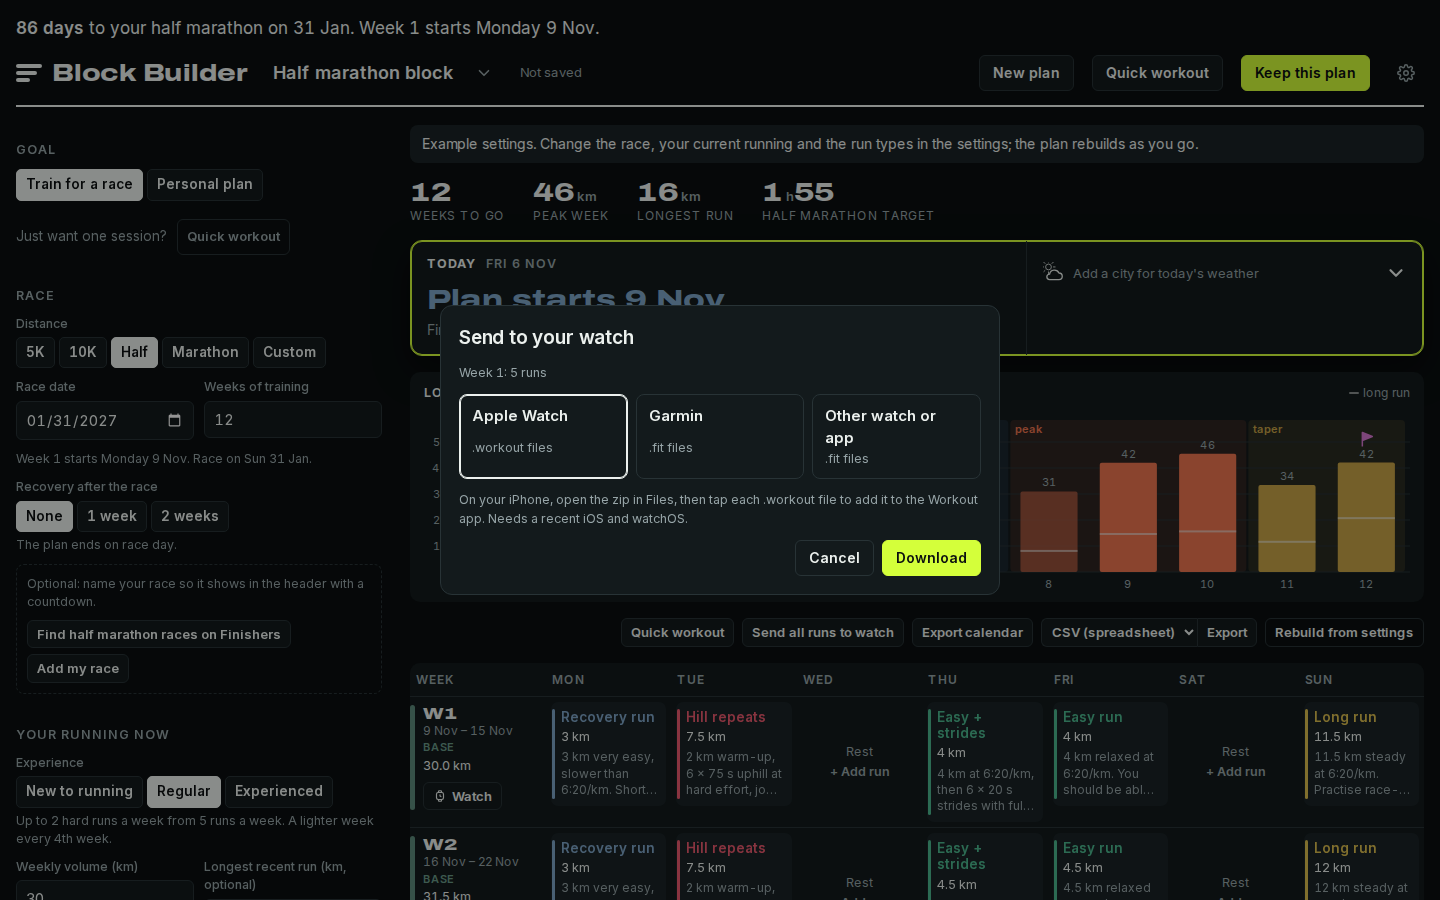 86 days to your half marathon on 31 Jan. Week 1 starts Monday 9 Nov.
Block Builder
Half marathon block
Not saved
New plan
Quick workout
Keep this plan
GOAL
Train for a race
Personal plan
Just want one session?
Quick workout
RACE
Distance
5K
10K
Half
Marathon
Custom
Race date
Weeks of training
01/31/2027
12
Week 1 starts Monday 9 Nov. Race on Sun 31 Jan.
Recovery after the race
None
1 week
2 weeks
The plan ends on race day.
Optional: name your race so it shows in the header with a
countdown.
Find half marathon races on Finishers
Add my race
YOUR RUNNING NOW
Experience
New to running
Regular
Experienced
Up to 2 hard runs a week from 5 runs a week. A lighter week
every 4th week.
Weekly volume (km)
Longest recent run (km,
optional)
30
Example settings. Change the race, your current running and the run types in the settings; the plan rebuilds as you go.
12
WEEKS TO GO
46 km
PEAK WEEK
16 km
LONGEST RUN
1 h55
HALF MARATHON TARGET
TODAY FRI 6 NOV
Plan starts 9 Nov
Add a city for today's weather
Send to your watch
Week 1: 5 runs
Apple Watch
.workout files
Garmin
.fit files
Other watch or
app
.fit files
On your iPhone, open the zip in Files, then tap each .workout file to add it to the Workout
app. Needs a recent iOS and watchOS.
Cancel
Download
long run
peak
taper
31
42
46
34
42
8
9
10
11
12
Quick workout
Send all runs to watch
Export calendar
CSV (spreadsheet)
Export
Rebuild from settings
WEEK
MON
TUE
WED
THU
FRI
SAT
SUN
W1
9 Nov – 15 Nov
BASE
30.0 km
Watch
Recovery run
3 km
3 km very easy,
slower than
6:20/km. Short…
Hill repeats
7.5 km
2 km warm-up,
6 × 75 s uphill at
hard effort, jo…
Rest
+ Add run
Easy +
strides
4 km
4 km at 6:20/km,
then 6 × 20 s
strides with ful…
Easy run
4 km
4 km relaxed at
6:20/km. You
should be abl…
Rest
+ Add run
Long run
11.5 km
11.5 km steady
at 6:20/km.
Practise race-…
W2
16 Nov – 22 Nov
BASE
31.5 km
Recovery run
3 km
3 km very easy,
Hill repeats
7.5 km
2 km warm-up,
Rest
Easy +
strides
4.5 km
Easy run
4.5 km
4.5 km relaxed
Rest
Long run
12 km
12 km steady at